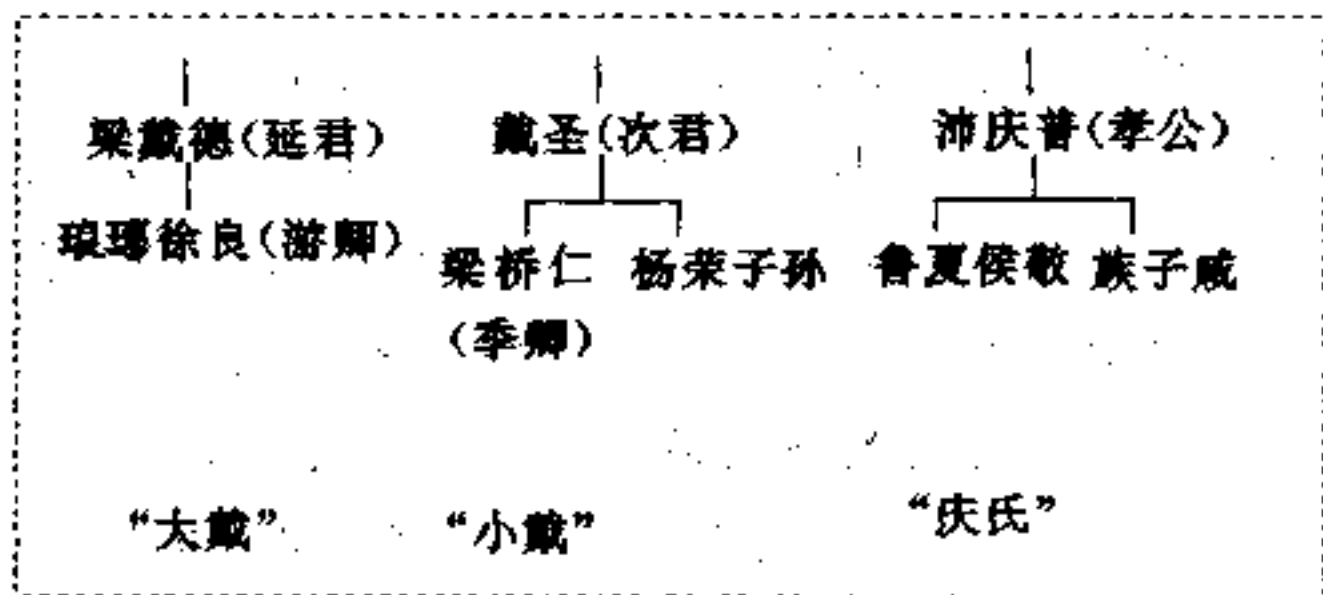 梁戴德(延君)
戴圣(次君)
沛庆普(孝公)
琅琊徐良(游卿)
梁桥仁
(季卿)
杨荣子孙
鲁夏侯敬
族子咸
“大戴”
“小戴”
“庆氏”